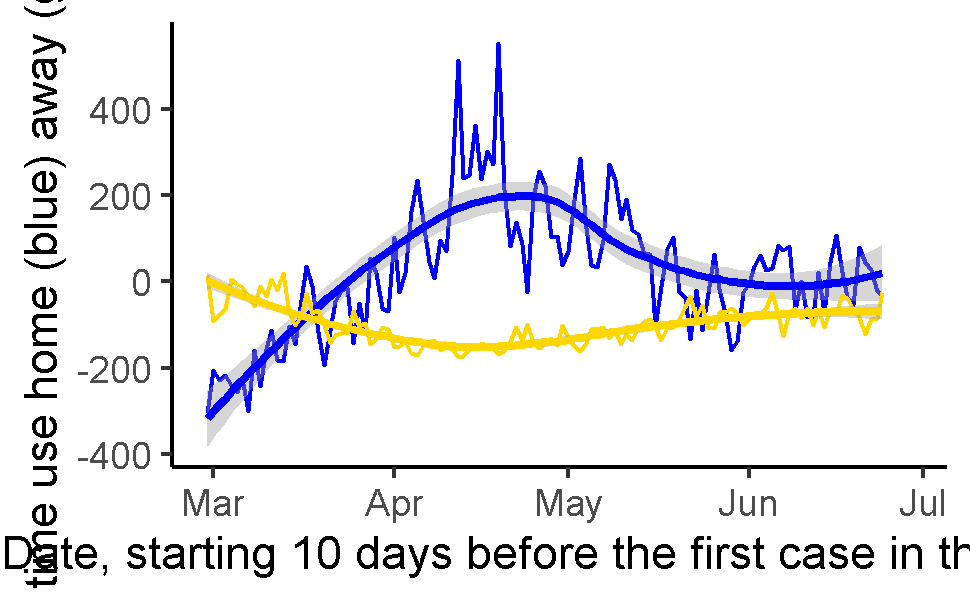 time use home (blue) away (
400
200
0
-200
-400
Mar Apr May Jun Jul
Date, starting 10 days before the first case in th